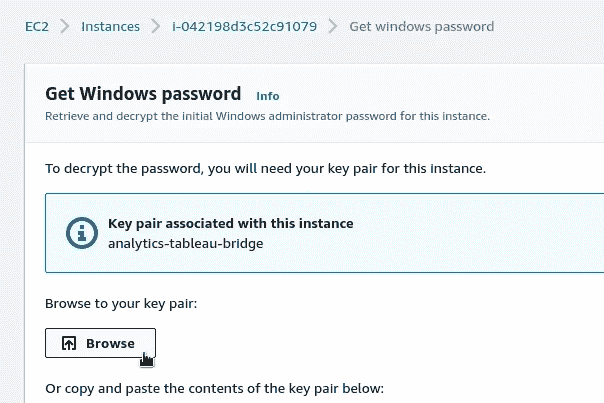 EC2 > Instances > i-042198d3c52c91079 > Get windows password
Get Windows password Info
Retrieve and decrypt the initial Windows administrator password for this instance.
To decrypt the password, you will need your key pair for this instance.
Key pair associated with this instance
analytics-tableau-bridge
Browse to your key pair:
Browse
Or copy and paste the contents of the key pair below: